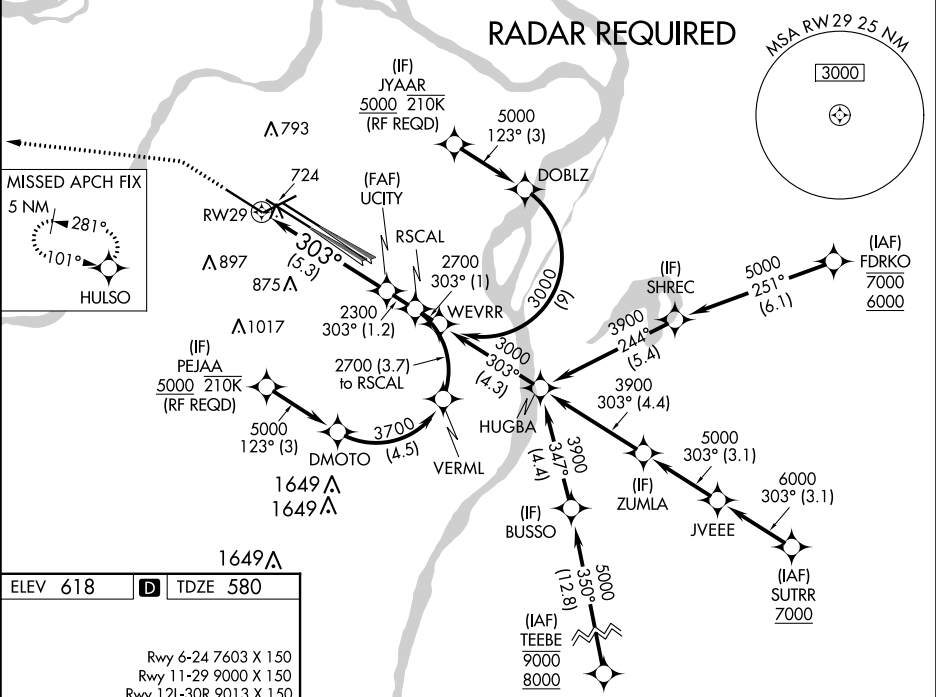 RADAR REQUIRED
MSA RW29 25 NM
3000
(IF)
JYAAR
5000 210K
(RF REQD)
5000
123° (3)
DOBLZ
3000
(9)
793
724
RW29
303°
(5.3)
(FAF)
UCITY
RSCAL
2700
303° (1)
WEVRR
MISSED APCH FIX
5 NM
281°
101°
HULSO
897
875
1017
2300
303° (1.2)
2700 (3.7)
to RSCAL
(IF)
PEJAA
5000 210K
(RF REQD)
5000
123° (3)
DMOTO
3700
(4.5)
VERML
1649
1649
1649
3000
303°
(4.3)
HUGBA
(IF)
SHREC
5000
251°
(6.1)
(IAF)
FDRKO
7000
6000
3900
244°
(5.4)
3900
303° (4.4)
(IF)
ZUMLA
5000
303° (3.1)
JVEEE
6000
303° (3.1)
(IAF)
SUTRR
7000
3900
347°
(4.4)
(IF)
BUSSO
5000
350°
(12.8)
(IAF)
TEEBE
9000
8000
ELEV 618 D TDZE 580
Rwy 6-24 7603 X 150
Rwy 11-29 9000 X 150
Rwy 12L-30R 9013 X 150